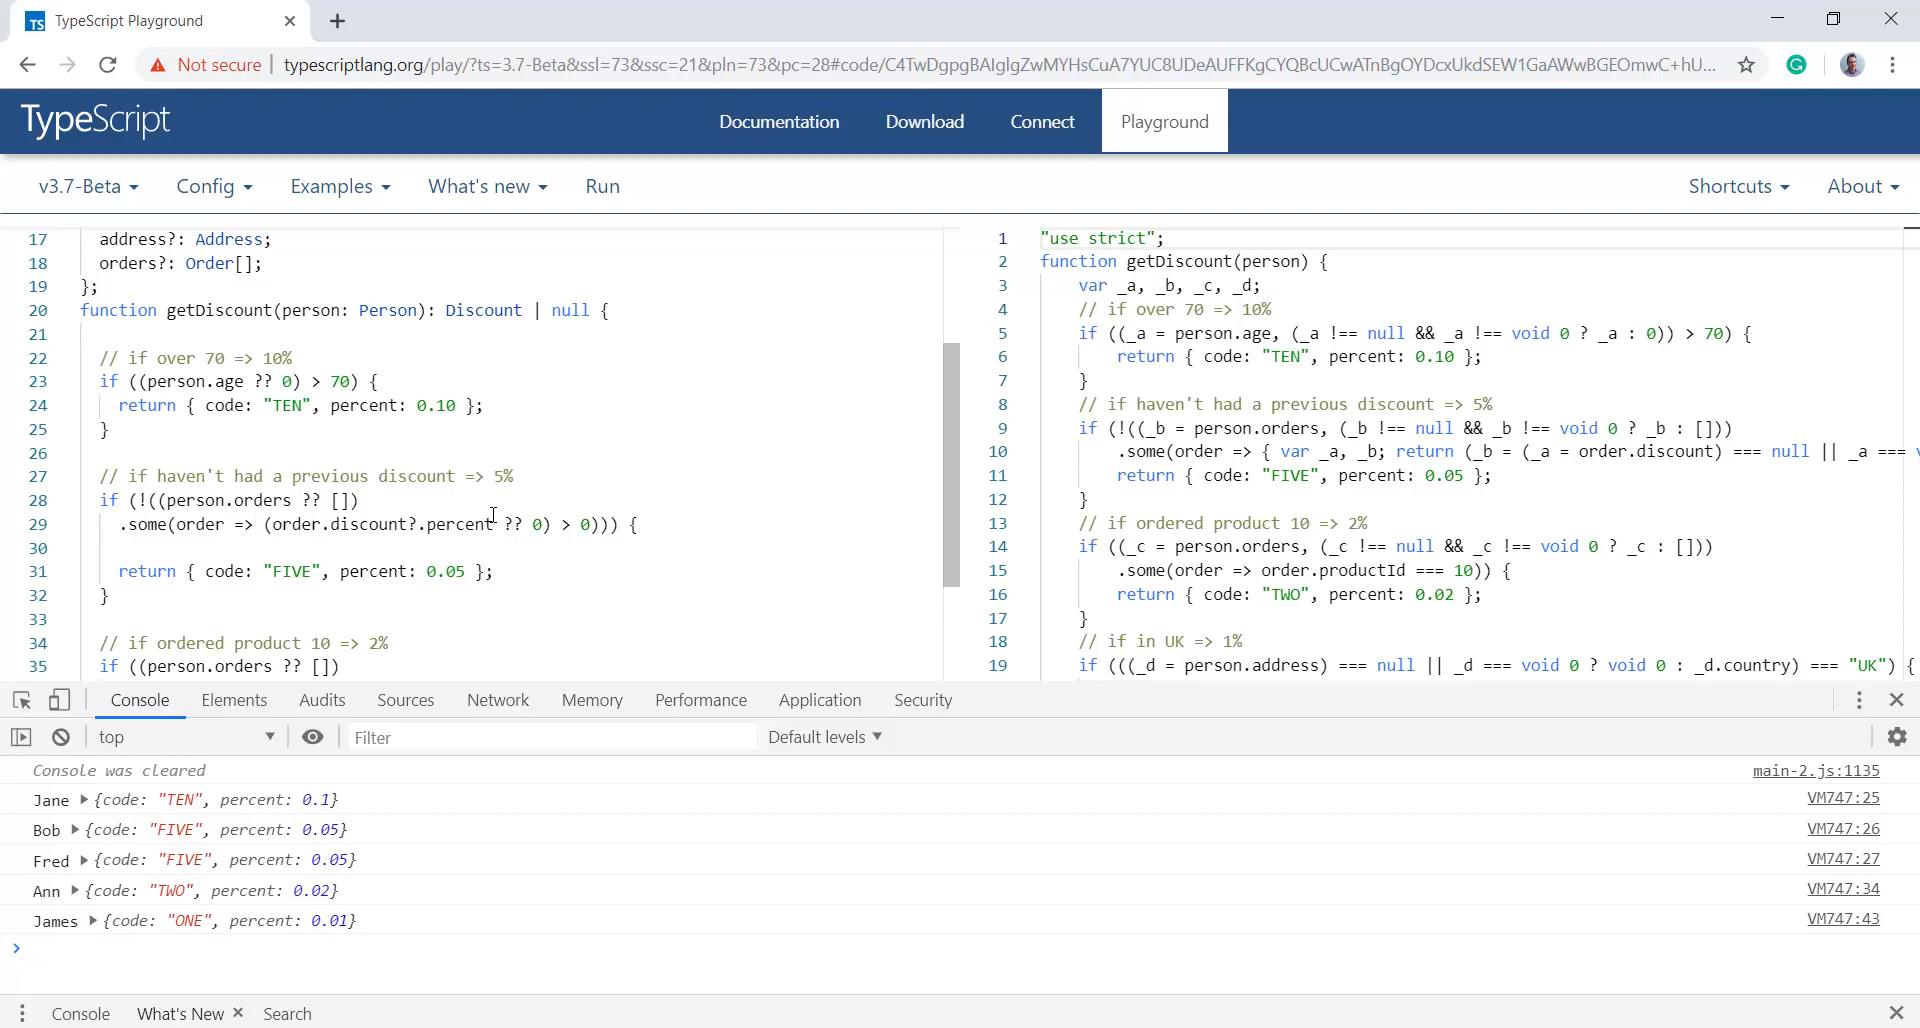 TypeScript Playground
Not secure | typescriptlang.org/play/?ts=3.7-Beta&ssl=73&ssc=21&pln=73&pc=28#code/C4TwDgpgBAIglgZwMYHsCuA7YUC8UDeAUFFKgCYQBcUCwATnBgOYDcxUkdSEW1GaAWwBGEOmwC+hU...
TypeScript
Documentation
Download
Connect
Playground
v3.7-Beta
Config
Examples
What's new
Run
Shortcuts
About
17 address?: Address;
18 orders?: Order[];
19 };
20 function getDiscount(person: Person): Discount | null {
21
22 // if over 70 => 10%
23 if ((person.age ?? 0) > 70) {
24 return { code: "TEN", percent: 0.10 };
25 }
26
27 // if haven't had a previous discount => 5%
28 if (!((person.orders ?? [])
29 .some(order => (order.discount?.percent ?? 0) > 0))) {
30
31 return { code: "FIVE", percent: 0.05 };
32 }
33
34 // if ordered product 10 => 2%
35 if ((person.orders ?? [])
1 "use strict";
2 function getDiscount(person) {
3 var _a, _b, _c, _d;
4 // if over 70 => 10%
5 if ((_a = person.age, (_a !== null && _a !== void 0 ? _a : 0)) > 70) {
6 return { code: "TEN", percent: 0.10 };
7 }
8 // if haven't had a previous discount => 5%
9 if (!((_b = person.orders, (_b !== null && _b !== void 0 ? _b : []))
10 .some(order => { var _a, _b; return (_b = (_a = order.discount) === null || _a === v
11 return { code: "FIVE", percent: 0.05 };
12 }
13 // if ordered product 10 => 2%
14 if ((_c = person.orders, (_c !== null && _c !== void 0 ? _c : []))
15 .some(order => order.productId === 10)) {
16 return { code: "TWO", percent: 0.02 };
17 }
18 // if in UK => 1%
19 if (((_d = person.address) === null || _d === void 0 ? void 0 : _d.country) === "UK") {
Console
Elements
Audits
Sources
Network
Memory
Performance
Application
Security
top
Filter
Default levels
Console was cleared main-2.js:1135
Jane {code: "TEN", percent: 0.1} VM747:25
Bob {code: "FIVE", percent: 0.05} VM747:26
Fred {code: "FIVE", percent: 0.05} VM747:27
Ann {code: "TWO", percent: 0.02} VM747:34
James {code: "ONE", percent: 0.01} VM747:43
Console
What's New
Search